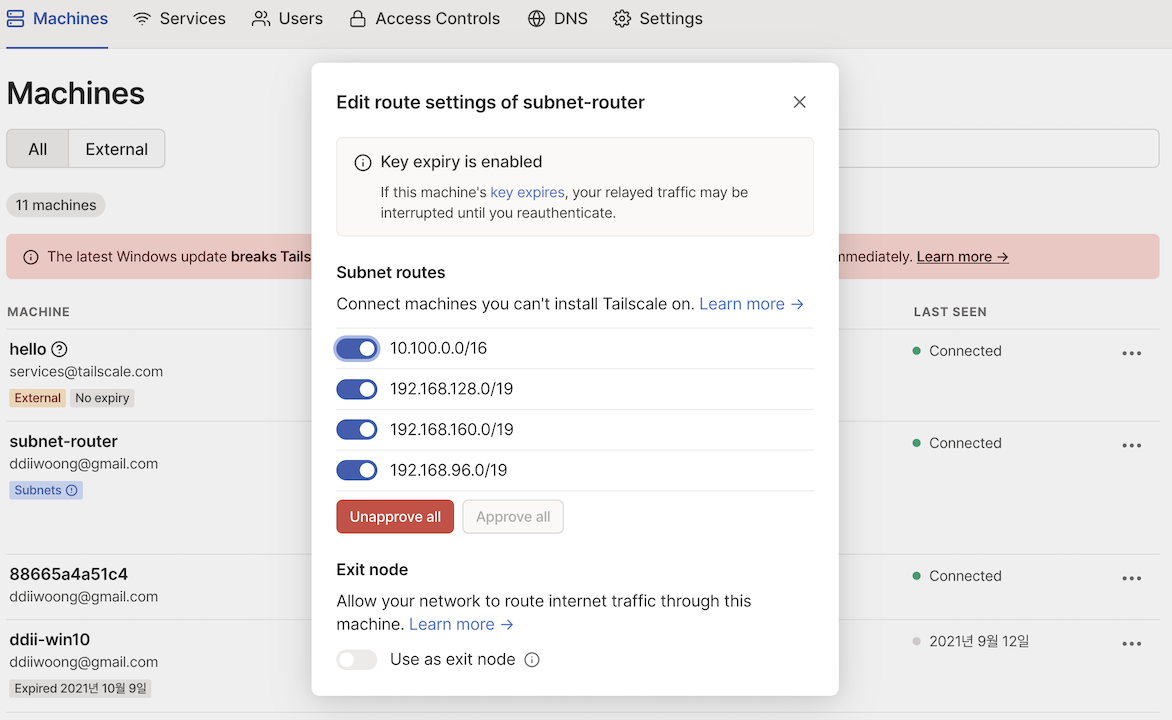 Machines Services Users Access Controls DNS Settings
Machines
All External
11 machines
The latest Windows update breaks Tails
mmediately. Learn more →
MACHINE
LAST SEEN
hello
services@tailscale.com
External No expiry
Connected
subnet-router
ddiiwoong@gmail.com
Subnets
Connected
88665a4a51c4
ddiiwoong@gmail.com
Connected
ddii-win10
ddiiwoong@gmail.com
Expired 2021년 10월 9일
2021년 9월 12일
Edit route settings of subnet-router
Key expiry is enabled
If this machine's key expires, your relayed traffic may be
interrupted until you reauthenticate.
Subnet routes
Connect machines you can't install Tailscale on. Learn more →
10.100.0.0/16
192.168.128.0/19
192.168.160.0/19
192.168.96.0/19
Unapprove all Approve all
Exit node
Allow your network to route internet traffic through this
machine. Learn more →
Use as exit node